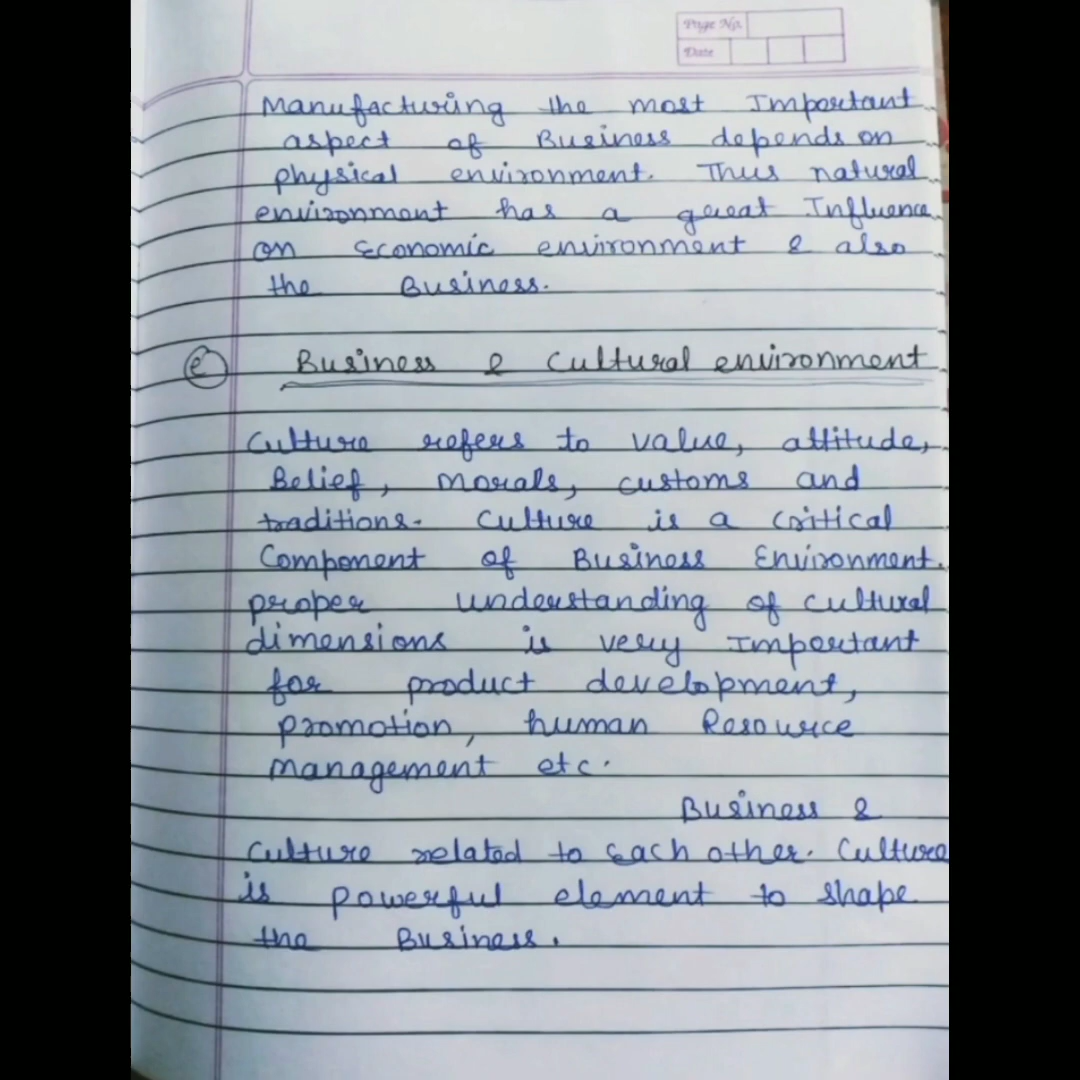 Page No.
Date
Manufacturing the most Important
aspect of Business depends on
physical environment. Thus natural
environment has a great Influence
on Economic environment & also
the Business.
(e) Business & Cultural environment
Culture refers to value, attitude,
Belief, Morals, customs and
traditions. Culture is a critical
Component of Business Environment.
proper understanding of cultural
dimensions is very Important
for product development,
promotion, human Resource
management etc.
Business &
Culture related to each other. Culture
is powerful element to shape
the Business.